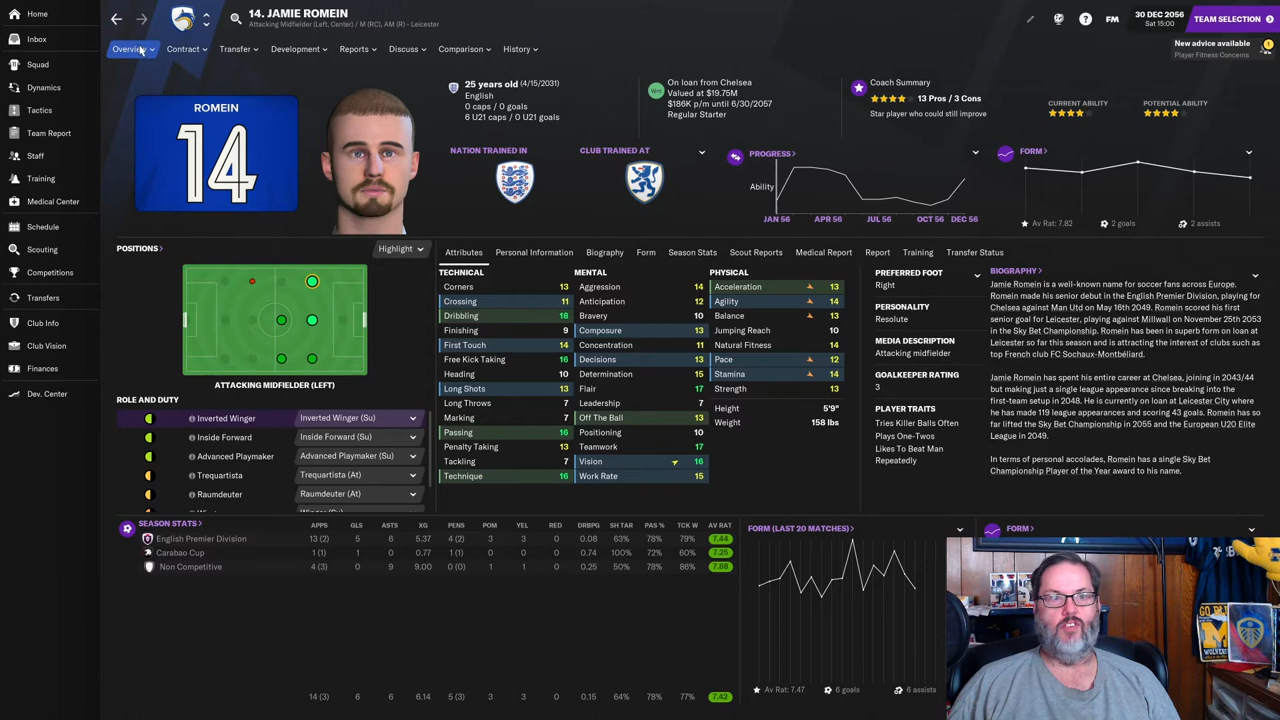 Home
Inbox
Squad
Dynamics
Tactics
Team Report
Staff
Training
Medical Center
Schedule
Scouting
Competitions
Transfers
Club Info
Club Vision
Finances
Dev. Center
14. JAMIE ROMEIN
Attacking Midfielder (Left, Center) / M (RC), AM (R) - Leicester
FM
30 DEC 2056
Sat 15:00
TEAM SELECTION
Overview
Contract
Transfer
Development
Reports
Discuss
Comparison
History
New advice available
Player Fitness Concerns
1
ROMEIN
14
25 years old (4/15/2031)
English
0 caps / 0 goals
6 U21 caps / 0 U21 goals
Wnt
On loan from Chelsea
Valued at $19.75M
$186K p/m until 6/30/2057
Regular Starter
Coach Summary
13 Pros / 3 Cons
Star player who could still improve
CURRENT ABILITY
POTENTIAL ABILITY
NATION TRAINED IN
CLUB TRAINED AT
PROGRESS
Ability
JAN 56 APR 56 JUL 56 OCT 56 DEC 56
FORM
Av Rat: 7.82 2 goals 2 assists
POSITIONS
Highlight
ATTACKING MIDFIELDER (LEFT)
ROLE AND DUTY
Inverted Winger Inverted Winger (Su)
Inside Forward Inside Forward (Su)
Advanced Playmaker Advanced Playmaker (Su)
Trequartista Trequartista (At)
Raumdeuter Raumdeuter (At)
Attributes
Personal Information
Biography
Form
Season Stats
Scout Reports
Medical Report
Report
Training
Transfer Status
TECHNICAL
Corners 13
Crossing 11
Dribbling 18
Finishing 9
First Touch 14
Free Kick Taking 16
Heading 10
Long Shots 13
Long Throws 7
Marking 7
Passing 16
Penalty Taking 13
Tackling 7
Technique 16
MENTAL
Aggression 14
Anticipation 12
Bravery 10
Composure 13
Concentration 11
Decisions 13
Determination 15
Flair 17
Leadership 7
Off The Ball 13
Positioning 10
Teamwork 17
Vision 16
Work Rate 15
PHYSICAL
Acceleration 13
Agility 14
Balance 13
Jumping Reach 10
Natural Fitness 14
Pace 12
Stamina 14
Strength 13
Height 5'9"
Weight 158 lbs
PREFERRED FOOT
Right
PERSONALITY
Resolute
MEDIA DESCRIPTION
Attacking midfielder
GOALKEEPER RATING
3
PLAYER TRAITS
Tries Killer Balls Often
Plays One-Twos
Likes To Beat Man
Repeatedly
BIOGRAPHY
Jamie Romein is a well-known name for soccer fans across Europe.
Romein made his senior debut in the English Premier Division, playing for
Chelsea against Man Utd on May 16th 2049. Romein scored his first
senior goal for Leicester, playing against Millwall on November 25th 2053
in the Sky Bet Championship. Romein has been in superb form on loan at
Leicester so far this season and is attracting the interest of clubs such as
top French club FC Sochaux-Montbéliard.
Jamie Romein has spent his entire career at Chelsea, joining in 2043/44
but making just a single league appearance since breaking into the
first-team setup in 2048. He is currently on loan at Leicester City where
he has made 119 league appearances and scoring 43 goals. Romein has so
far lifted the Sky Bet Championship in 2055 and the European U20 Elite
League in 2049.
In terms of personal accolades, Romein has a single Sky Bet
Championship Player of the Year award to his name.
SEASON STATS
APPS GLS ASTS XG PENS POM YEL RED DRBPG SH TAR PAS % TCK W AV RAT
English Premier Division 13 (2) 5 6 5.37 4 (2) 3 3 0 0.08 63% 78% 79% 7.44
Carabao Cup 1 (1) 1 0 0.77 1 (1) 0 0 0 0.74 100% 72% 60% 7.25
Non Competitive 4 (3) 0 9 9.00 0 (0) 1 1 0 0.25 50% 78% 86% 7.88
14 (3) 6 6 6.14 5 (3) 3 3 0 0.15 64% 78% 77% 7.42
FORM (LAST 20 MATCHES)
Av Rat: 7.47 6 goals 6 assists
FORM
GO BL
M
WOLVERI